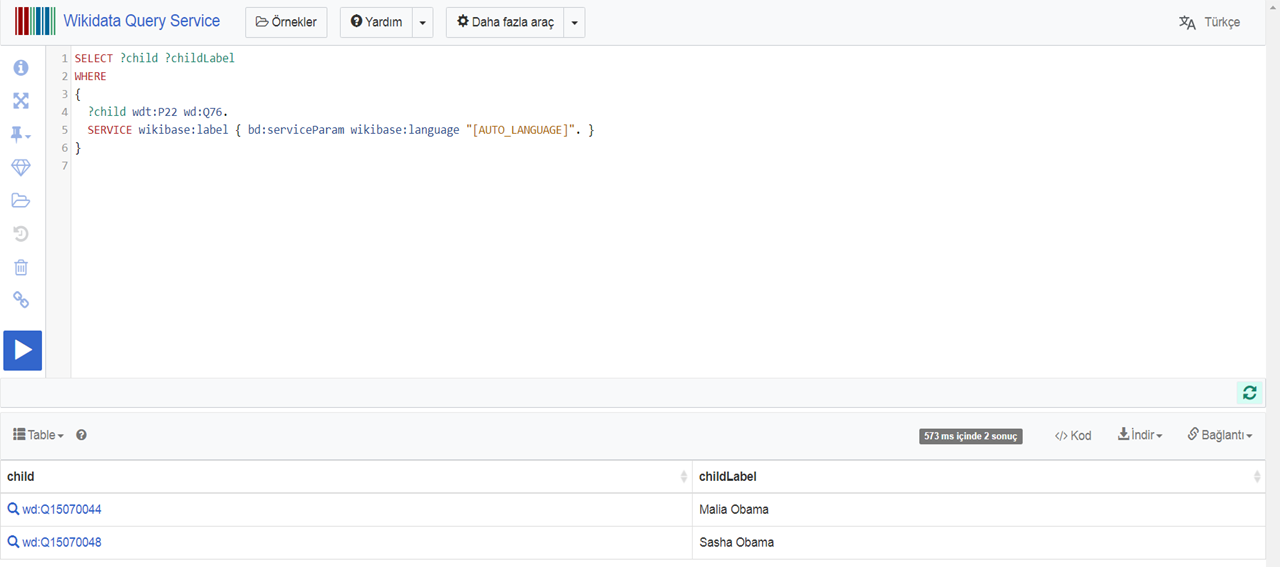 Wikidata Query Service Örnekler Yardım Daha fazla araç Türkçe
1 SELECT ?child ?childLabel
2 WHERE
3 {
4 ?child wdt:P22 wd:Q76.
5 SERVICE wikibase:label { bd:serviceParam wikibase:language "[AUTO_LANGUAGE]". }
6 }
7
Table 573 ms içinde 2 sonuç </> Kod İndir Bağlantı
child childLabel
wd:Q15070044 Malia Obama
wd:Q15070048 Sasha Obama